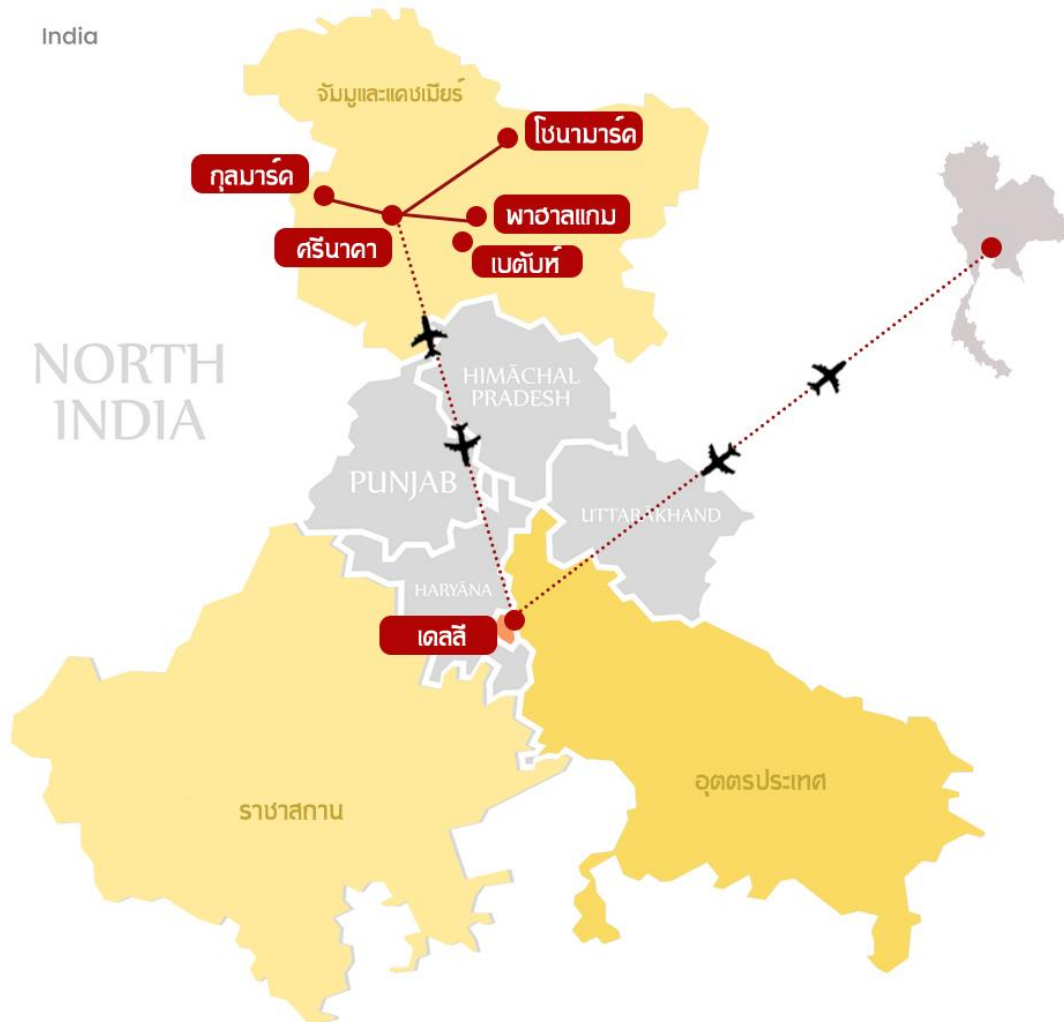 India
จัมมูและแคชเมียร์
โซนามาร์ค
กุลมาร์ค
พาฮาลแกม
ศรีนาคา
เบตับห์
NORTH
INDIA
HIMĀCHAL
PRADESH
PUNJAB
UTTARĀKHAND
HARYĀNA
เดลลี
อุตตรประเทศ
ราชาสถาน